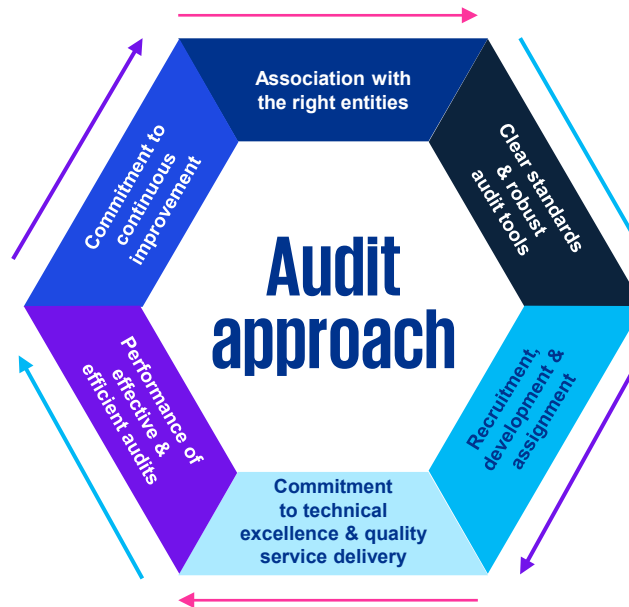 Association with
the right entities
Clear standards
& robust
audit tools
Recruitment,
development &
assignment
Commitment
to technical
excellence & quality
service delivery
Performance of
effective &
efficient audits
Commitment to
continuous
improvement
Audit
approach